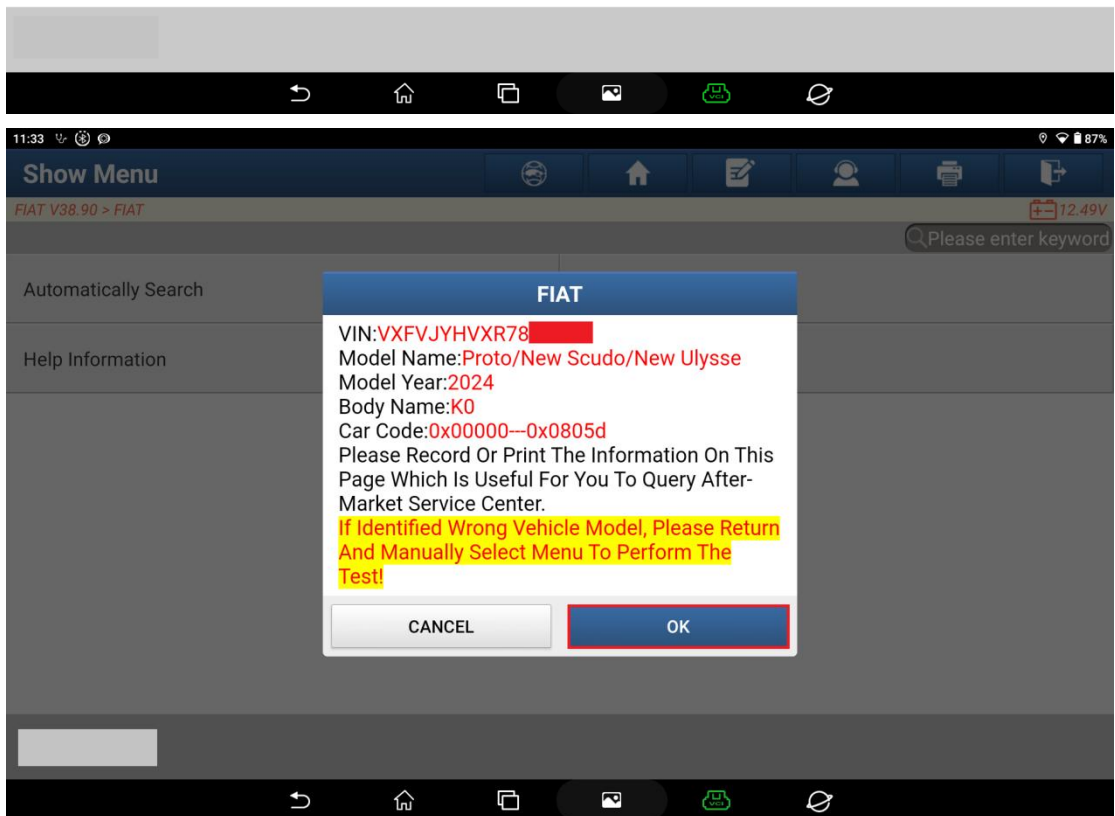 11:33
87%
Show Menu
FIAT V38.90 > FIAT
12.49V
Please enter keyword
Automatically Search
Help Information
FIAT
VIN:VXFVJYHVXR78
Model Name:Proto/New Scudo/New Ulysse
Model Year:2024
Body Name:K0
Car Code:0x00000---0x0805d
Please Record Or Print The Information On This
Page Which Is Useful For You To Query After-
Market Service Center.
If Identified Wrong Vehicle Model, Please Return
And Manually Select Menu To Perform The
Test!
CANCEL
OK